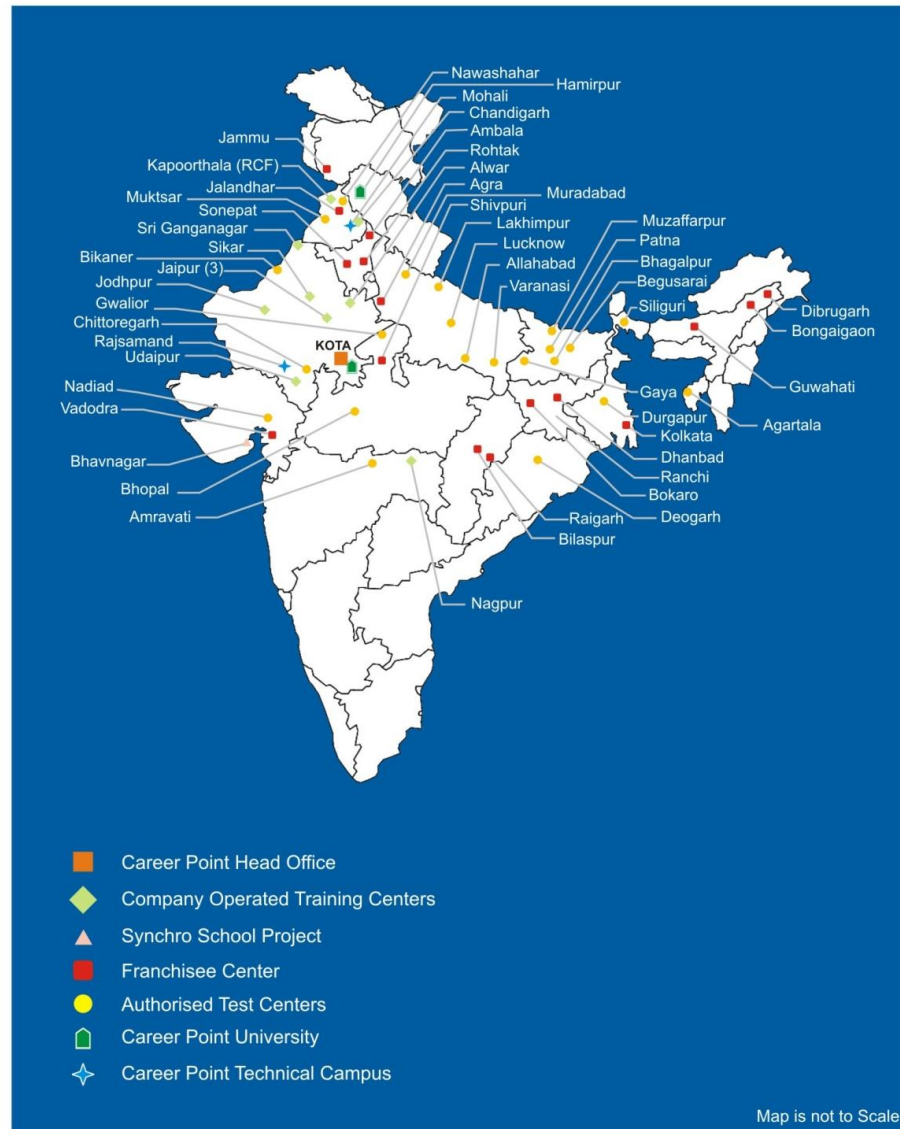 Nawashahar
Hamirpur
Mohali
Chandigarh
Ambala
Rohtak
Alwar
Agra
Muradabad
Shivpuri
Lakhimpur
Lucknow
Allahabad
Varanasi
Jammu
Kapoorthala (RCF)
Jalandhar
Muktsar
Sonepat
Sri Ganganagar
Sikar
Bikaner
Jaipur (3)
Jodhpur
Gwalior
Chittoregarh
Rajsamand
Udaipur
Nadiad
Vadodra
Bhavnagar
Bhopal
Amravati
KOTA
Muzaffarpur
Patna
Bhagalpur
Begusarai
Siliguri
Dibrugarh
Bongaigaon
Guwahati
Gaya
Agartala
Durgapur
Kolkata
Dhanbad
Ranchi
Bokaro
Deogarh
Raigarh
Bilaspur
Nagpur
Career Point Head Office
Company Operated Training Centers
Synchro School Project
Franchisee Center
Authorised Test Centers
Career Point University
Career Point Technical Campus
Map is not to Scale